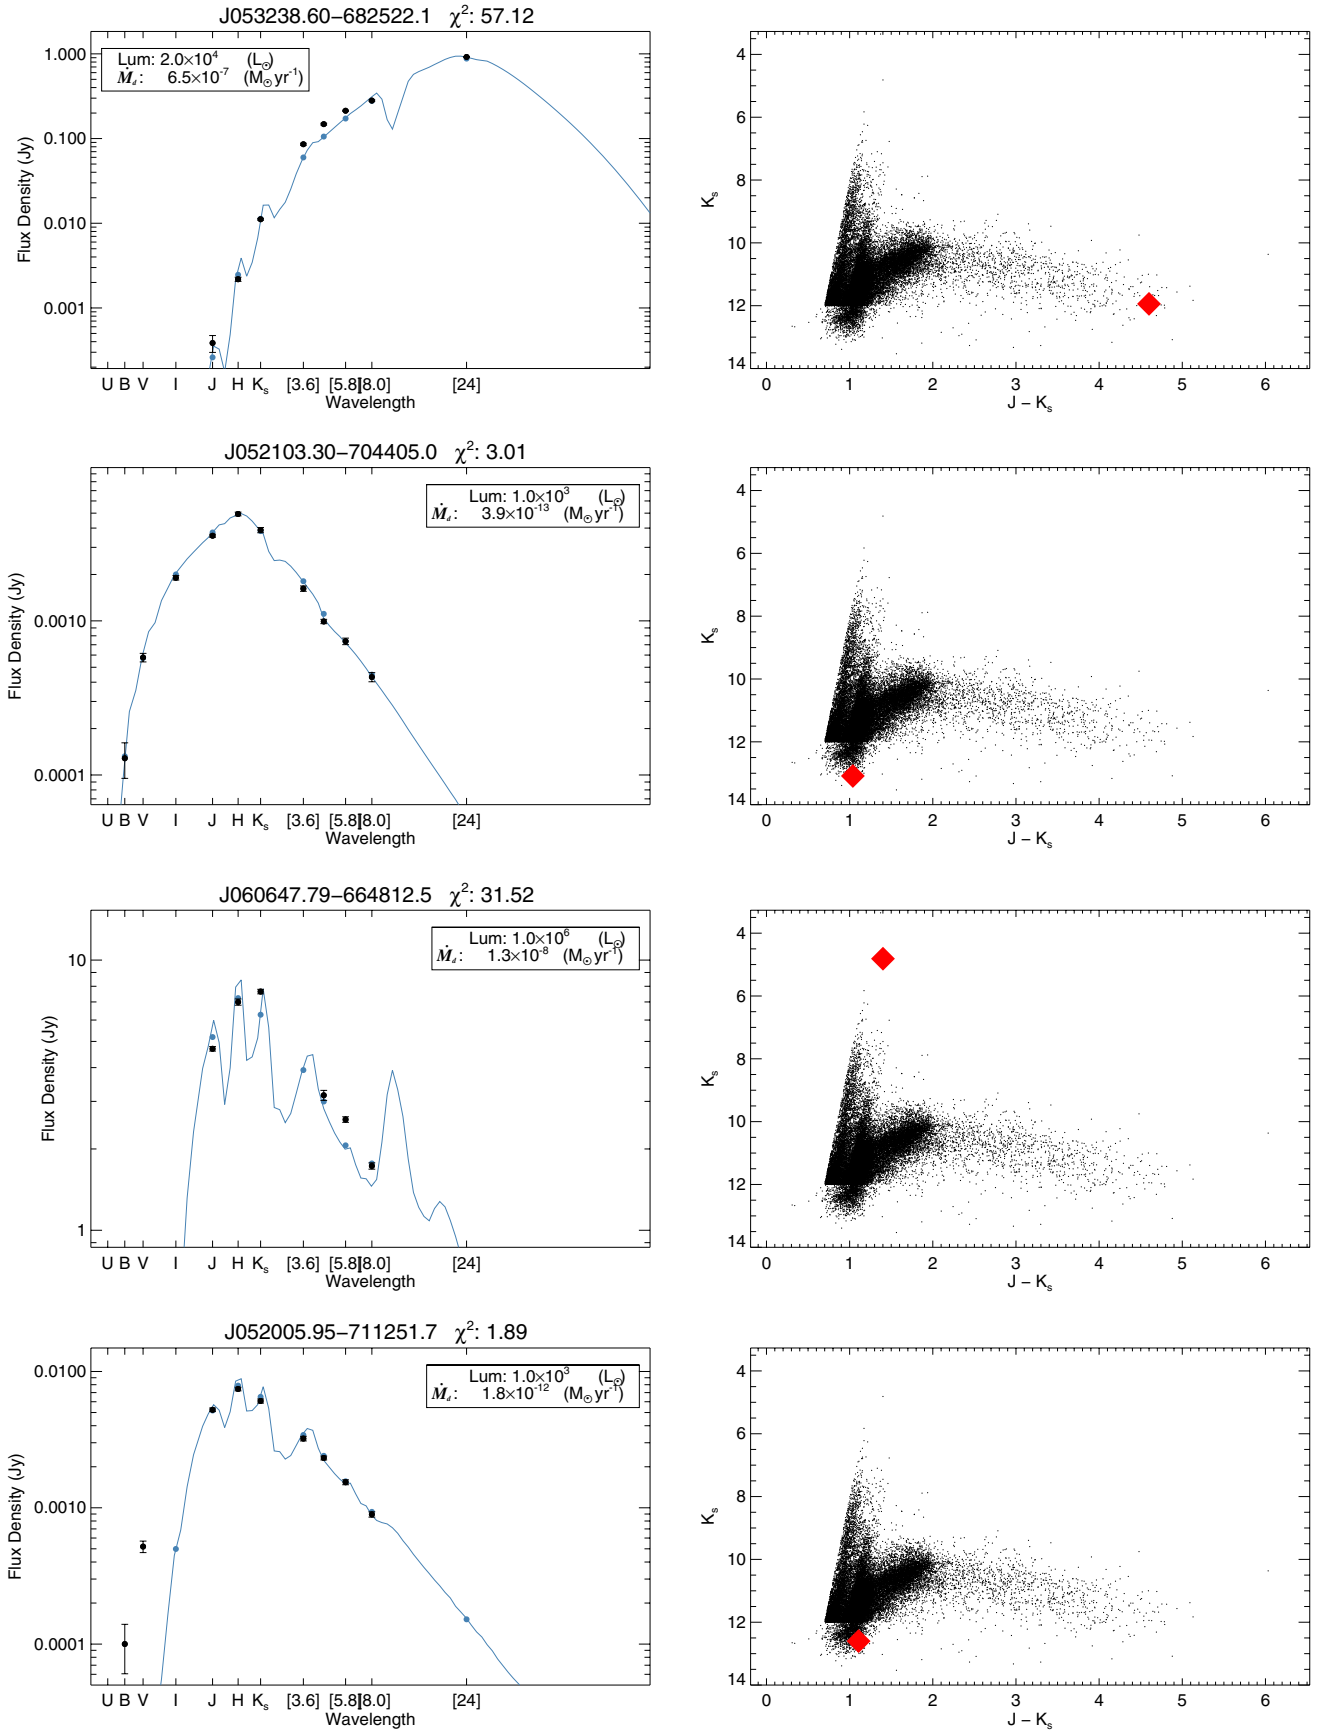 J053238.60−682522.1 χ²: 57.12
Lum: 2.0×10⁴ (L☉)
Ṁd: 6.5×10⁻⁷ (M☉ yr⁻¹)
Flux Density (Jy)
1.000
0.100
0.010
0.001
U B V I J H Ks [3.6] [5.8] [8.0] [24]
Wavelength
Ks
4
6
8
10
12
14
0 1 2 3 4 5 6
J − Ks
J052103.30−704405.0 χ²: 3.01
Lum: 1.0×10³ (L☉)
Ṁd: 3.9×10⁻¹³ (M☉ yr⁻¹)
Flux Density (Jy)
0.0010
0.0001
U B V I J H Ks [3.6] [5.8] [8.0] [24]
Wavelength
Ks
4
6
8
10
12
14
0 1 2 3 4 5 6
J − Ks
J060647.79−664812.5 χ²: 31.52
Lum: 1.0×10⁶ (L☉)
Ṁd: 1.3×10⁻⁸ (M☉ yr⁻¹)
Flux Density (Jy)
10
1
U B V I J H Ks [3.6] [5.8] [8.0] [24]
Wavelength
Ks
4
6
8
10
12
14
0 1 2 3 4 5 6
J − Ks
J052005.95−711251.7 χ²: 1.89
Lum: 1.0×10³ (L☉)
Ṁd: 1.8×10⁻¹² (M☉ yr⁻¹)
Flux Density (Jy)
0.0100
0.0010
0.0001
U B V I J H Ks [3.6] [5.8] [8.0] [24]
Wavelength
Ks
4
6
8
10
12
14
0 1 2 3 4 5 6
J − Ks